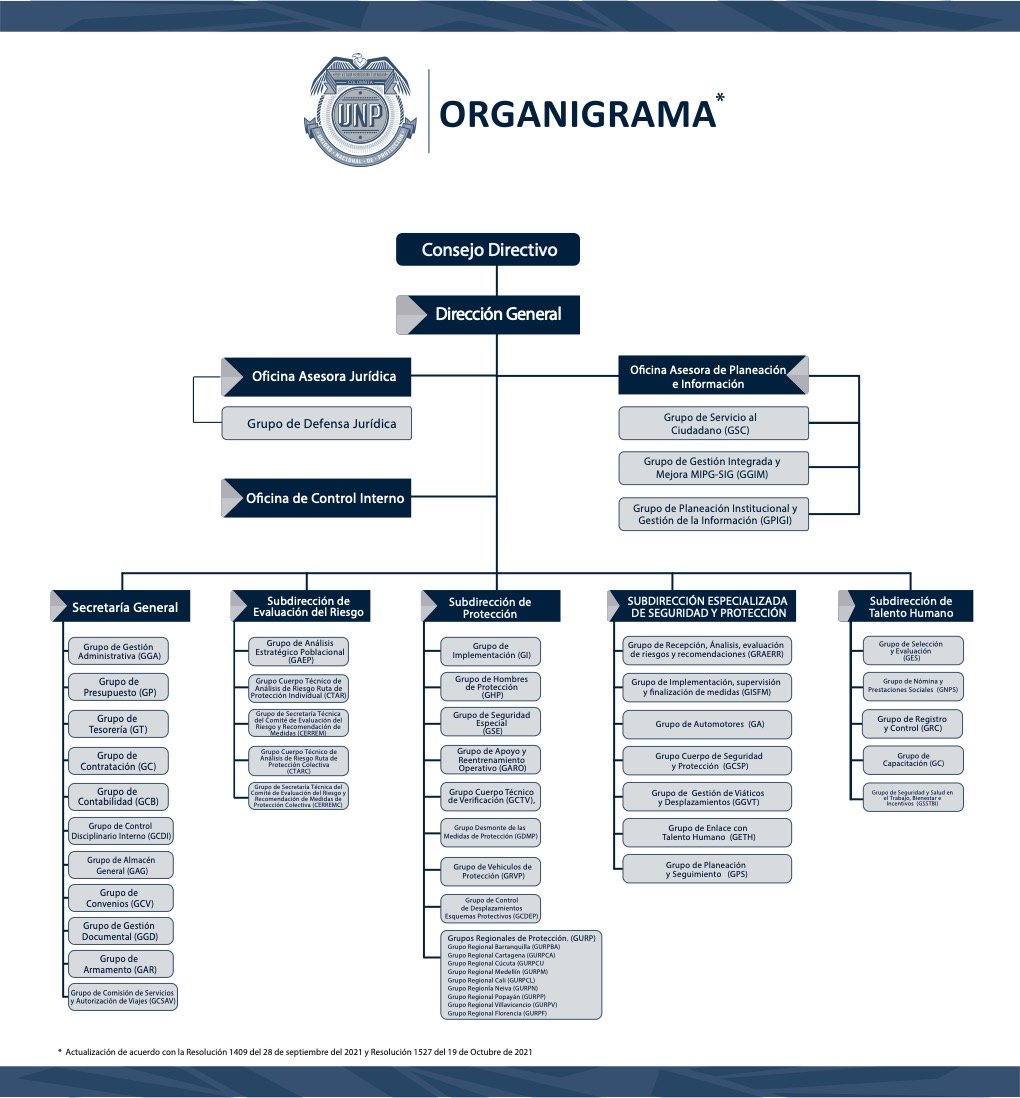 COLOMBIA
UNP
UNIDAD - NACIONAL - DE - PROTECCIÓN
ORGANIGRAMA*
Consejo Directivo
Dirección General
Oficina Asesora Jurídica
Grupo de Defensa Jurídica
Oficina de Control Interno
Oficina Asesora de Planeación
e Información
Grupo de Servicio al
Ciudadano (GSC)
Grupo de Gestión Integrada y
Mejora MIPG-SIG (GGIM)
Grupo de Planeación Institucional y
Gestión de la Información (GPIGI)
Secretaría General
Grupo de Gestión
Administrativa (GGA)
Grupo de
Presupuesto (GP)
Grupo de
Tesorería (GT)
Grupo de
Contratación (GC)
Grupo de
Contabilidad (GCB)
Grupo de Control
Disciplinario Interno (GCDI)
Grupo de Almacén
General (GAG)
Grupo de
Convenios (GCV)
Grupo de Gestión
Documental (GGD)
Grupo de
Armamento (GAR)
Grupo de Comisión de Servicios
y Autorización de Viajes (GCSAV)
Subdirección de
Evaluación del Riesgo
Grupo de Análisis
Estratégico Poblacional
(GAEP)
Grupo Cuerpo Técnico de
Análisis de Riesgo Ruta de
Protección Individual (CTAR)
Grupo de Secretaría Técnica
del Comité de Evaluación del
Riesgo y Recomendación de
Medidas (CERREM)
Grupo Cuerpo Técnico de
Análisis de Riesgo Ruta de
Protección Colectiva
(CTARC)
Grupo de Secretaría Técnica del
Comité de Evaluación del Riesgo y
Recomendación de Medidas de
Protección Colectiva (CERREMC)
Subdirección de
Protección
Grupo de
Implementación (GI)
Grupo de Hombres
de Protección
(GHP)
Grupo de Seguridad
Especial
(GSE)
Grupo de Apoyo y
Reentrenamiento
Operativo (GARO)
Grupo Cuerpo Técnico
de Verificación (GCTV),
Grupo Desmonte de las
Medidas de Protección (GDMP)
Grupo de Vehiculos de
Protección (GRVP)
Grupo de Control
de Desplazamientos
Esquemas Protectivos (GCDEP)
Grupos Regionales de Protección. (GURP)
Grupo Regional Barranquilla (GURPBA)
Grupo Regional Cartagena (GURPCA)
Grupo Regional Cúcuta (GURPCU
Grupo Regional Medellín (GURPM)
Grupo Regional Cali (GURPCL)
Grupo Regionla Neiva (GURPN)
Grupo Regional Popayán (GURPP)
Grupo Regional Villavicencio (GURPV)
Grupo Regional Florencia (GURPF)
SUBDIRECCIÓN ESPECIALIZADA
DE SEGURIDAD Y PROTECCIÓN
Grupo de Recepción, Ánalisis, evaluación
de riesgos y recomendaciones (GRAERR)
Grupo de Implementación, supervisión
y finalización de medidas (GISFM)
Grupo de Automotores (GA)
Grupo Cuerpo de Seguridad
y Protección (GCSP)
Grupo de Gestión de Viáticos
y Desplazamientos (GGVT)
Grupo de Enlace con
Talento Humano (GETH)
Grupo de Planeación
y Seguimiento (GPS)
Subdirección de
Talento Humano
Grupo de Selección
y Evaluación
(GES)
Grupo de Nómina y
Prestaciones Sociales (GNPS)
Grupo de Registro
y Control (GRC)
Grupo de
Capacitación (GC)
Grupo de Seguridad y Salud en
el Trabajo, Bienestar e
Incentivos (GSSTBI)
* Actualización de acuerdo con la Resolución 1409 del 28 de septiembre del 2021 y Resolución 1527 del 19 de Octubre de 2021